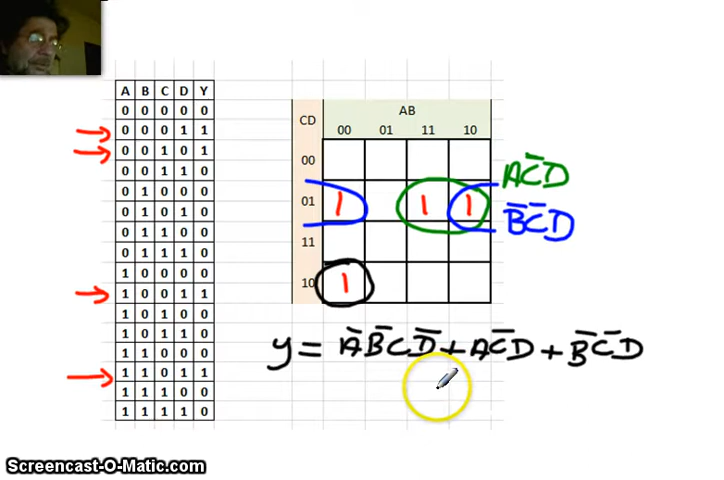 A B C D Y
0 0 0 0 0
0 0 0 1 1
0 0 1 0 1
0 0 1 1 0
0 1 0 0 0
0 1 0 1 0
0 1 1 0 0
0 1 1 1 0
1 0 0 0 0
1 0 0 1 1
1 0 1 0 0
1 0 1 1 0
1 1 0 0 0
1 1 0 1 1
1 1 1 0 0
1 1 1 1 0
AB
CD 00 01 11 10
00
01 1 1 1
11
10 1
AC̅D
B̅C̅D
y = A̅B̅CD̅ + AC̅D + B̅C̅D
Screencast-O-Matic.com